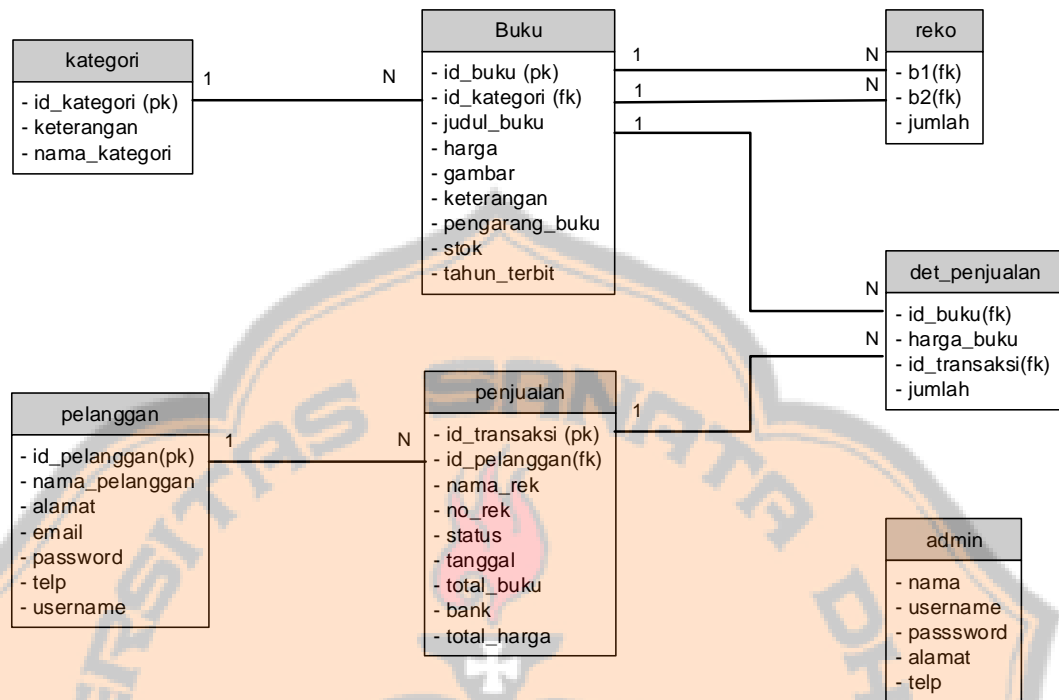 kategori
- id_kategori (pk)
- keterangan
- nama_kategori
1
N
Buku
- id_buku (pk)
- id_kategori (fk)
- judul_buku
- harga
- gambar
- keterangan
- pengarang_buku
- stok
- tahun_terbit
1
N
1
N
1
reko
- b1(fk)
- b2(fk)
- jumlah
N
N
det_penjualan
- id_buku(fk)
- harga_buku
- id_transaksi(fk)
- jumlah
pelanggan
- id_pelanggan(pk)
- nama_pelanggan
- alamat
- email
- password
- telp
- username
1
N
penjualan
- id_transaksi (pk)
- id_pelanggan(fk)
- nama_rek
- no_rek
- status
- tanggal
- total_buku
- bank
- total_harga
1
admin
- nama
- username
- passsword
- alamat
- telp
ERSITAS SANATA DH